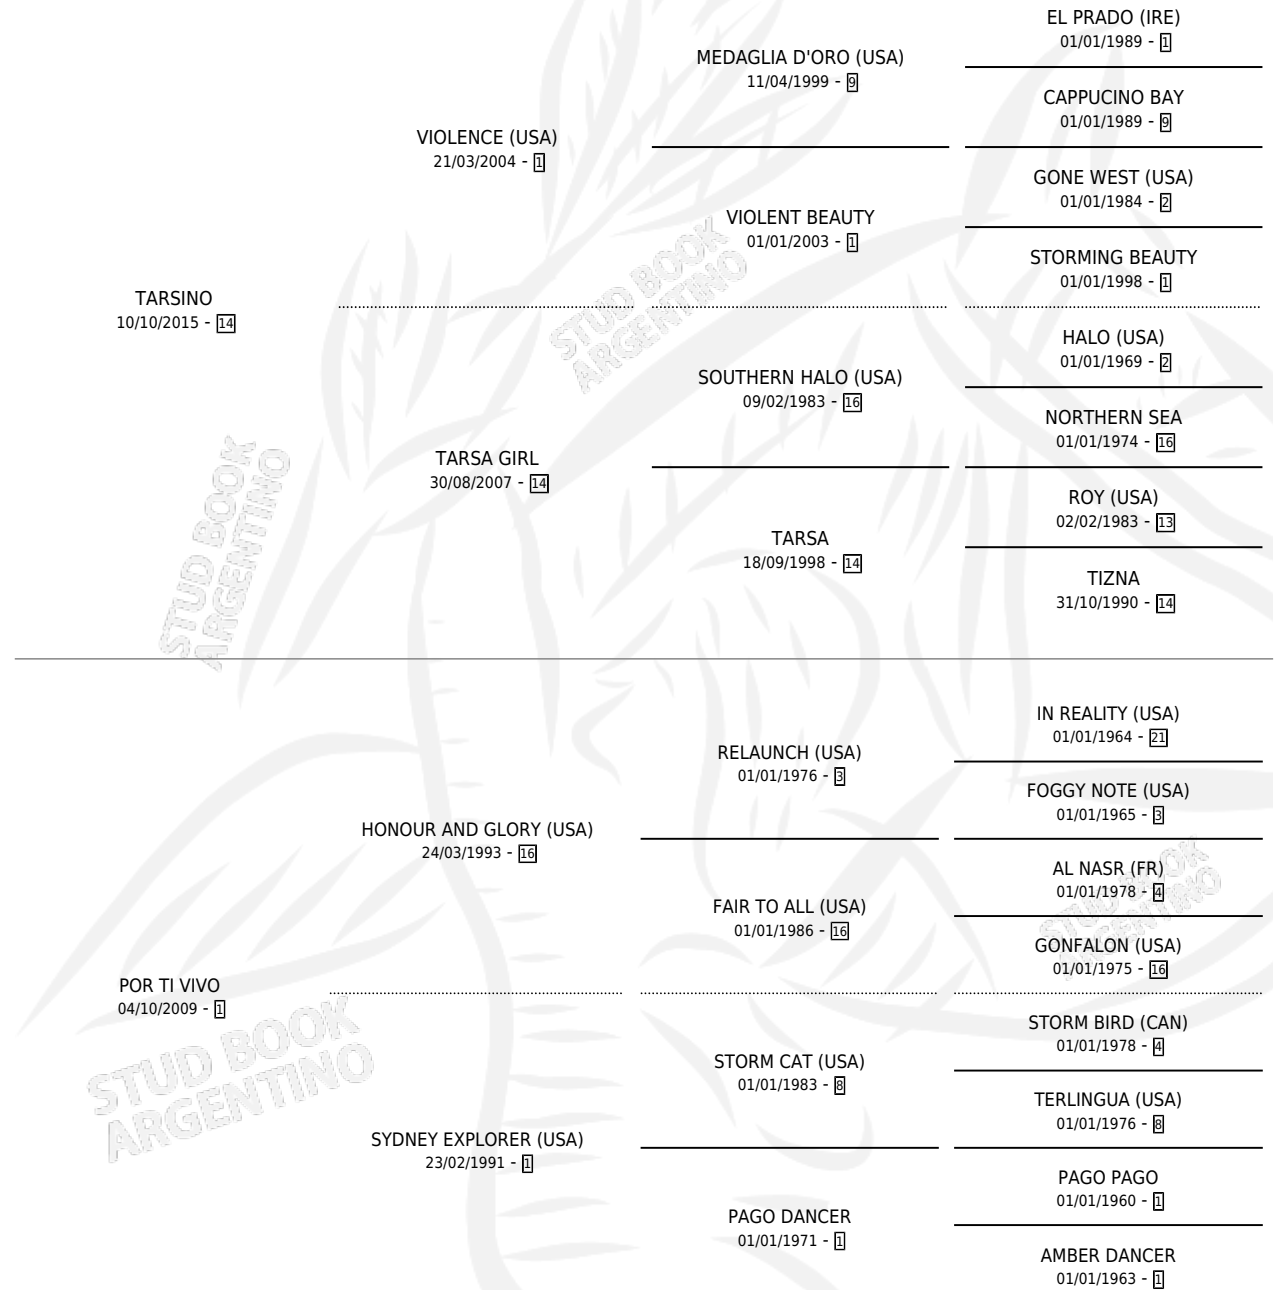 EL PRADO (IRE)
01/01/1989 - 1
MEDAGLIA D'ORO (USA)
11/04/1999 - 9
CAPPUCINO BAY
01/01/1989 - 9
VIOLENCE (USA)
21/03/2004 - 1
GONE WEST (USA)
01/01/1984 - 2
VIOLENT BEAUTY
01/01/2003 - 1
STORMING BEAUTY
01/01/1998 - 1
TARSINO
10/10/2015 - 14
HALO (USA)
01/01/1969 - 2
SOUTHERN HALO (USA)
09/02/1983 - 16
NORTHERN SEA
01/01/1974 - 16
TARSA GIRL
30/08/2007 - 14
ROY (USA)
02/02/1983 - 13
TARSA
18/09/1998 - 14
TIZNA
31/10/1990 - 14
IN REALITY (USA)
01/01/1964 - 21
RELAUNCH (USA)
01/01/1976 - 3
FOGGY NOTE (USA)
01/01/1965 - 3
HONOUR AND GLORY (USA)
24/03/1993 - 16
AL NASR (FR)
01/01/1978 - 4
FAIR TO ALL (USA)
01/01/1986 - 16
GONFALON (USA)
01/01/1975 - 16
POR TI VIVO
04/10/2009 - 1
STORM BIRD (CAN)
01/01/1978 - 4
STORM CAT (USA)
01/01/1983 - 8
TERLINGUA (USA)
01/01/1976 - 8
SYDNEY EXPLORER (USA)
23/02/1991 - 1
PAGO PAGO
01/01/1960 - 1
PAGO DANCER
01/01/1971 - 1
AMBER DANCER
01/01/1963 - 1
STUD BOOK
ARGENTINO
STUD BOOK
ARGENTINO
STUD BOOK
ARGENTINO
STUD BOOK
ARGENTINO